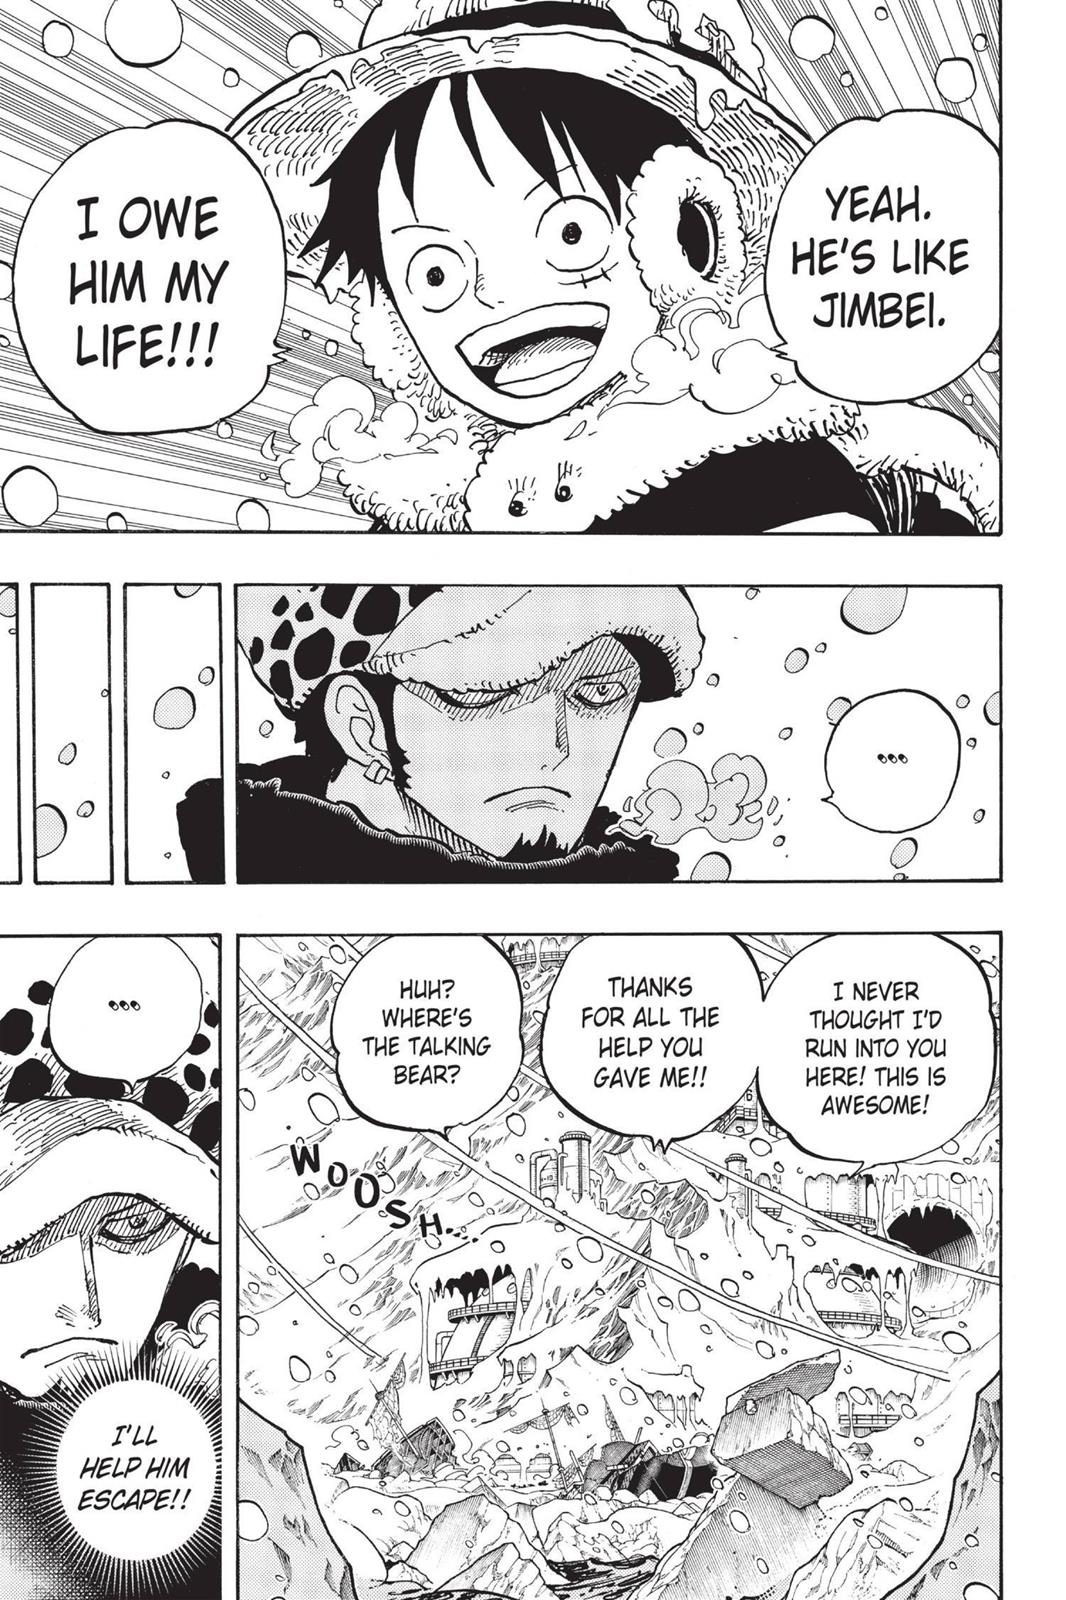 YEAH.
HE'S LIKE
JIMBEI.
I OWE
HIM MY
LIFE!!!
...
I NEVER
THOUGHT I'D
RUN INTO YOU
HERE! THIS IS
AWESOME!
THANKS
FOR ALL THE
HELP YOU
GAVE ME!!
HUH?
WHERE'S
THE TALKING
BEAR?
WOOSH...
...
I'LL
HELP HIM
ESCAPE!!